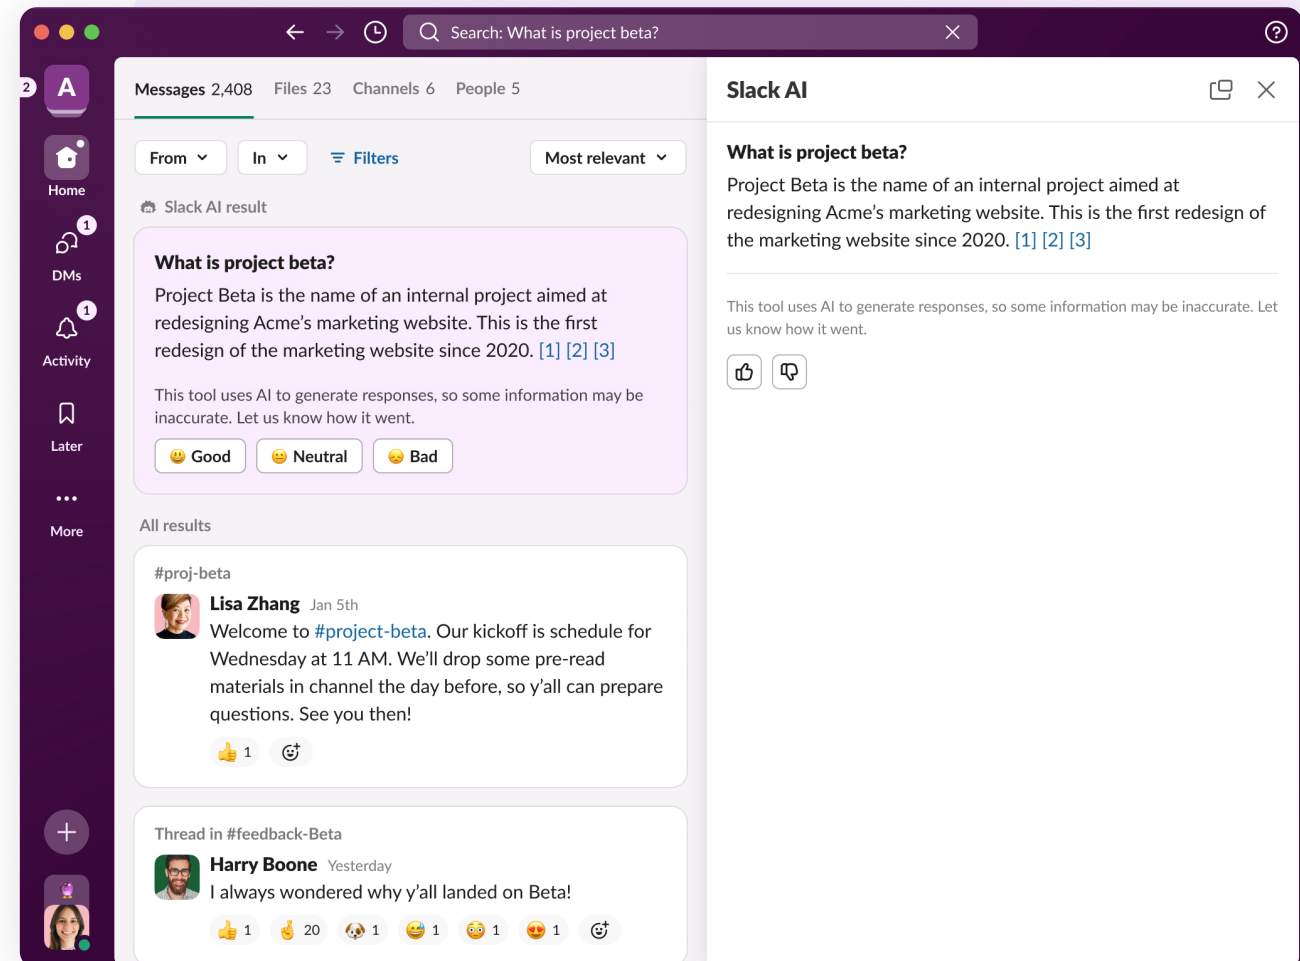 Search: What is project beta?
2
A
Home
1
DMs
1
Activity
Later
More
Messages 2,408 Files 23 Channels 6 People 5
From In Filters Most relevant
Slack AI result
What is project beta?
Project Beta is the name of an internal project aimed at
redesigning Acme’s marketing website. This is the first
redesign of the marketing website since 2020. [1] [2] [3]
This tool uses AI to generate responses, so some information may be
inaccurate. Let us know how it went.
Good Neutral Bad
All results
#proj-beta
Lisa Zhang Jan 5th
Welcome to #project-beta. Our kickoff is schedule for
Wednesday at 11 AM. We’ll drop some pre-read
materials in channel the day before, so y’all can prepare
questions. See you then!
1
Thread in #feedback-Beta
Harry Boone Yesterday
I always wondered why y’all landed on Beta!
1 20 1 1 1 1
Slack AI
What is project beta?
Project Beta is the name of an internal project aimed at
redesigning Acme’s marketing website. This is the first redesign of
the marketing website since 2020. [1] [2] [3]
This tool uses AI to generate responses, so some information may be inaccurate. Let
us know how it went.